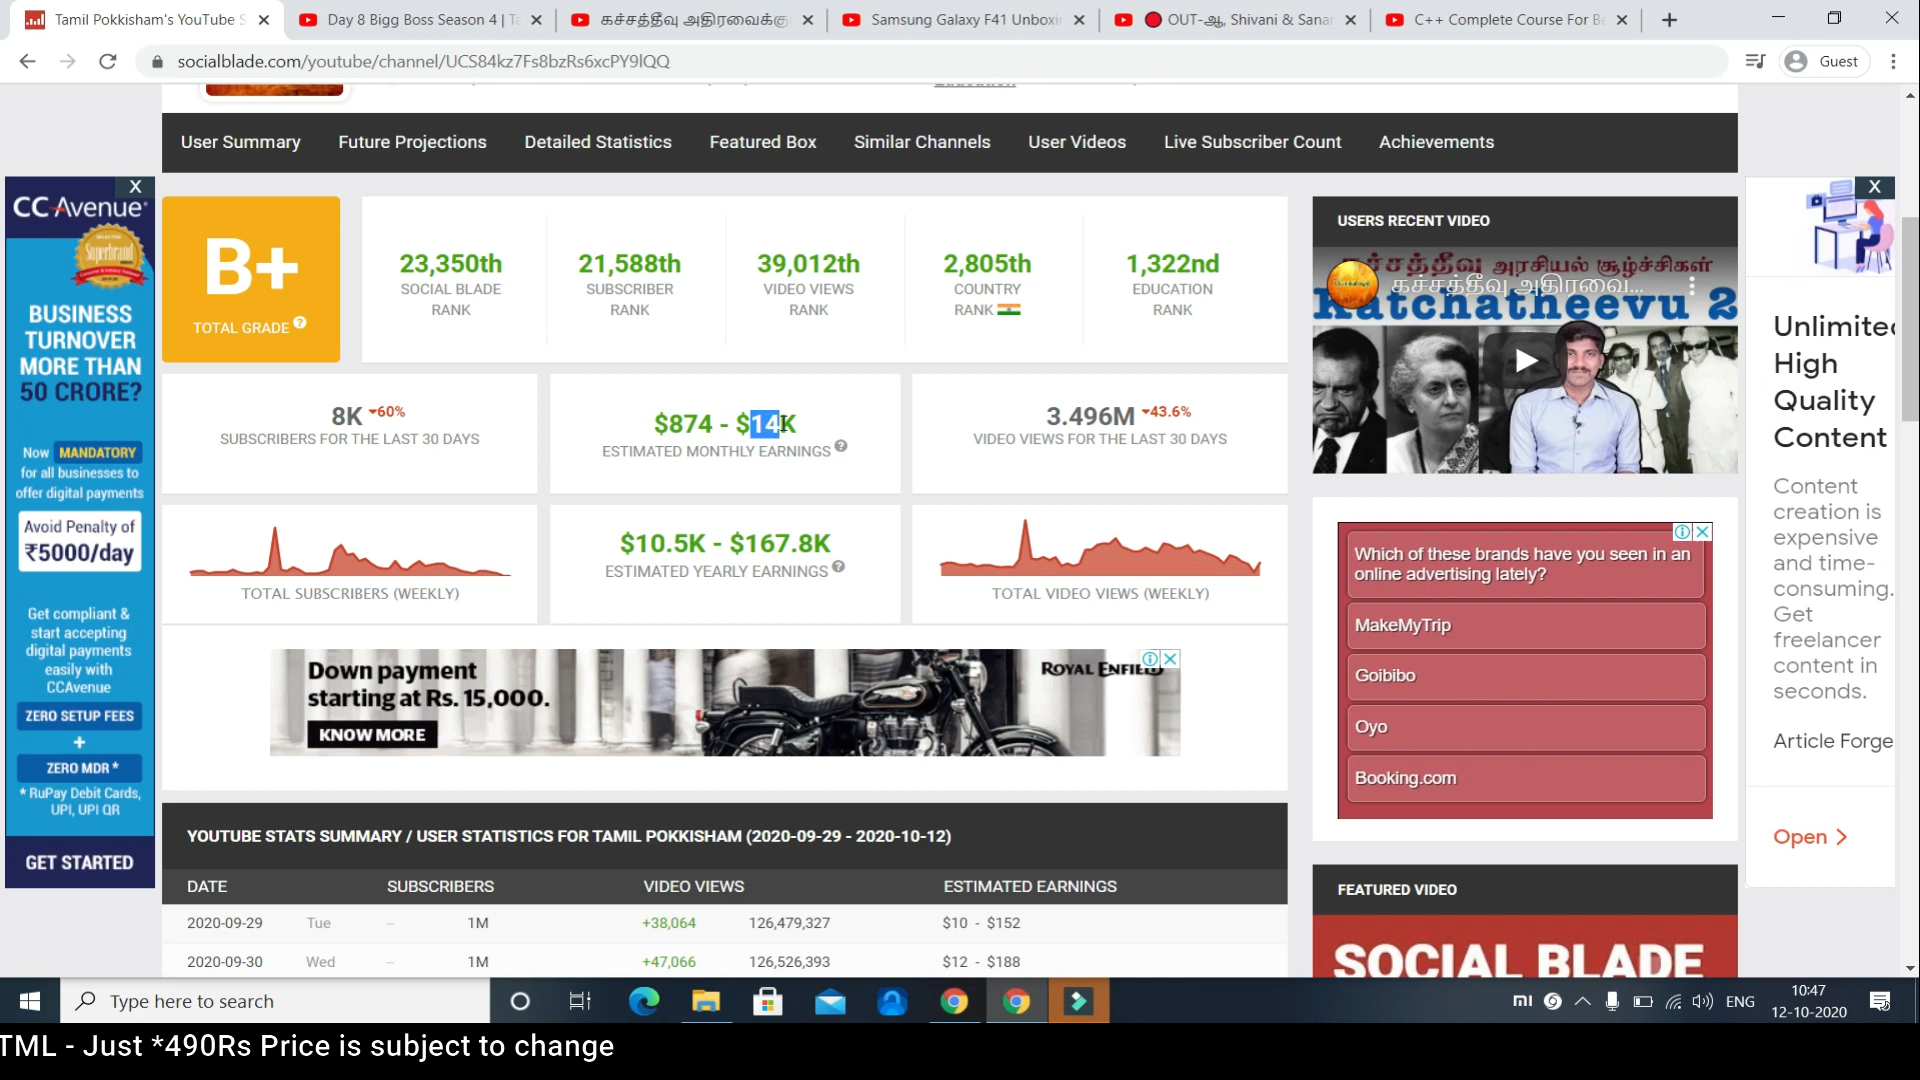 Tamil Pokkisham's YouTube S
Day 8 Bigg Boss Season 4 | Ta
கச்சத்தீவு அதிரவைக்கு
Samsung Galaxy F41 Unboxi
OUT-ஆ, Shivani & Sanar
C++ Complete Course For Be
socialblade.com/youtube/channel/UCS84kz7Fs8bzRs6xcPY9lQQ
Guest
User Summary
Future Projections
Detailed Statistics
Featured Box
Similar Channels
User Videos
Live Subscriber Count
Achievements
X
CCAvenue
Superbrand
BUSINESS
TURNOVER
MORE THAN
50 CRORE?
Now MANDATORY
for all businesses to
offer digital payments
Avoid Penalty of
₹5000/day
Get compliant &
start accepting
digital payments
easily with
CCAvenue
ZERO SETUP FEES
+
ZERO MDR *
* RuPay Debit Cards,
UPI, UPI QR
GET STARTED
B+
TOTAL GRADE
23,350th
SOCIAL BLADE
RANK
21,588th
SUBSCRIBER
RANK
39,012th
VIDEO VIEWS
RANK
2,805th
COUNTRY
RANK
1,322nd
EDUCATION
RANK
8K 60%
SUBSCRIBERS FOR THE LAST 30 DAYS
$874 - $14K
ESTIMATED MONTHLY EARNINGS
3.496M 43.6%
VIDEO VIEWS FOR THE LAST 30 DAYS
TOTAL SUBSCRIBERS (WEEKLY)
$10.5K - $167.8K
ESTIMATED YEARLY EARNINGS
TOTAL VIDEO VIEWS (WEEKLY)
Down payment
starting at Rs. 15,000.
KNOW MORE
ROYAL ENFIELD
YOUTUBE STATS SUMMARY / USER STATISTICS FOR TAMIL POKKISHAM (2020-09-29 - 2020-10-12)
DATE SUBSCRIBERS VIDEO VIEWS ESTIMATED EARNINGS
2020-09-29 Tue -- 1M +38,064 126,479,327 $10 - $152
2020-09-30 Wed -- 1M +47,066 126,526,393 $12 - $188
USERS RECENT VIDEO
கச்சத்தீவு அரசியல் சூழ்ச்சிகள்
கச்சத்தீவு அதிரவை...
Katchatheevu 2
Which of these brands have you seen in an
online advertising lately?
MakeMyTrip
Goibibo
Oyo
Booking.com
FEATURED VIDEO
SOCIAL BLADE
X
Unlimited
High
Quality
Content
Content
creation is
expensive
and time-
consuming.
Get
freelancer
content in
seconds.
Article Forge
Open
Type here to search
mi
ENG
10:47
12-10-2020
TML - Just *490Rs Price is subject to change